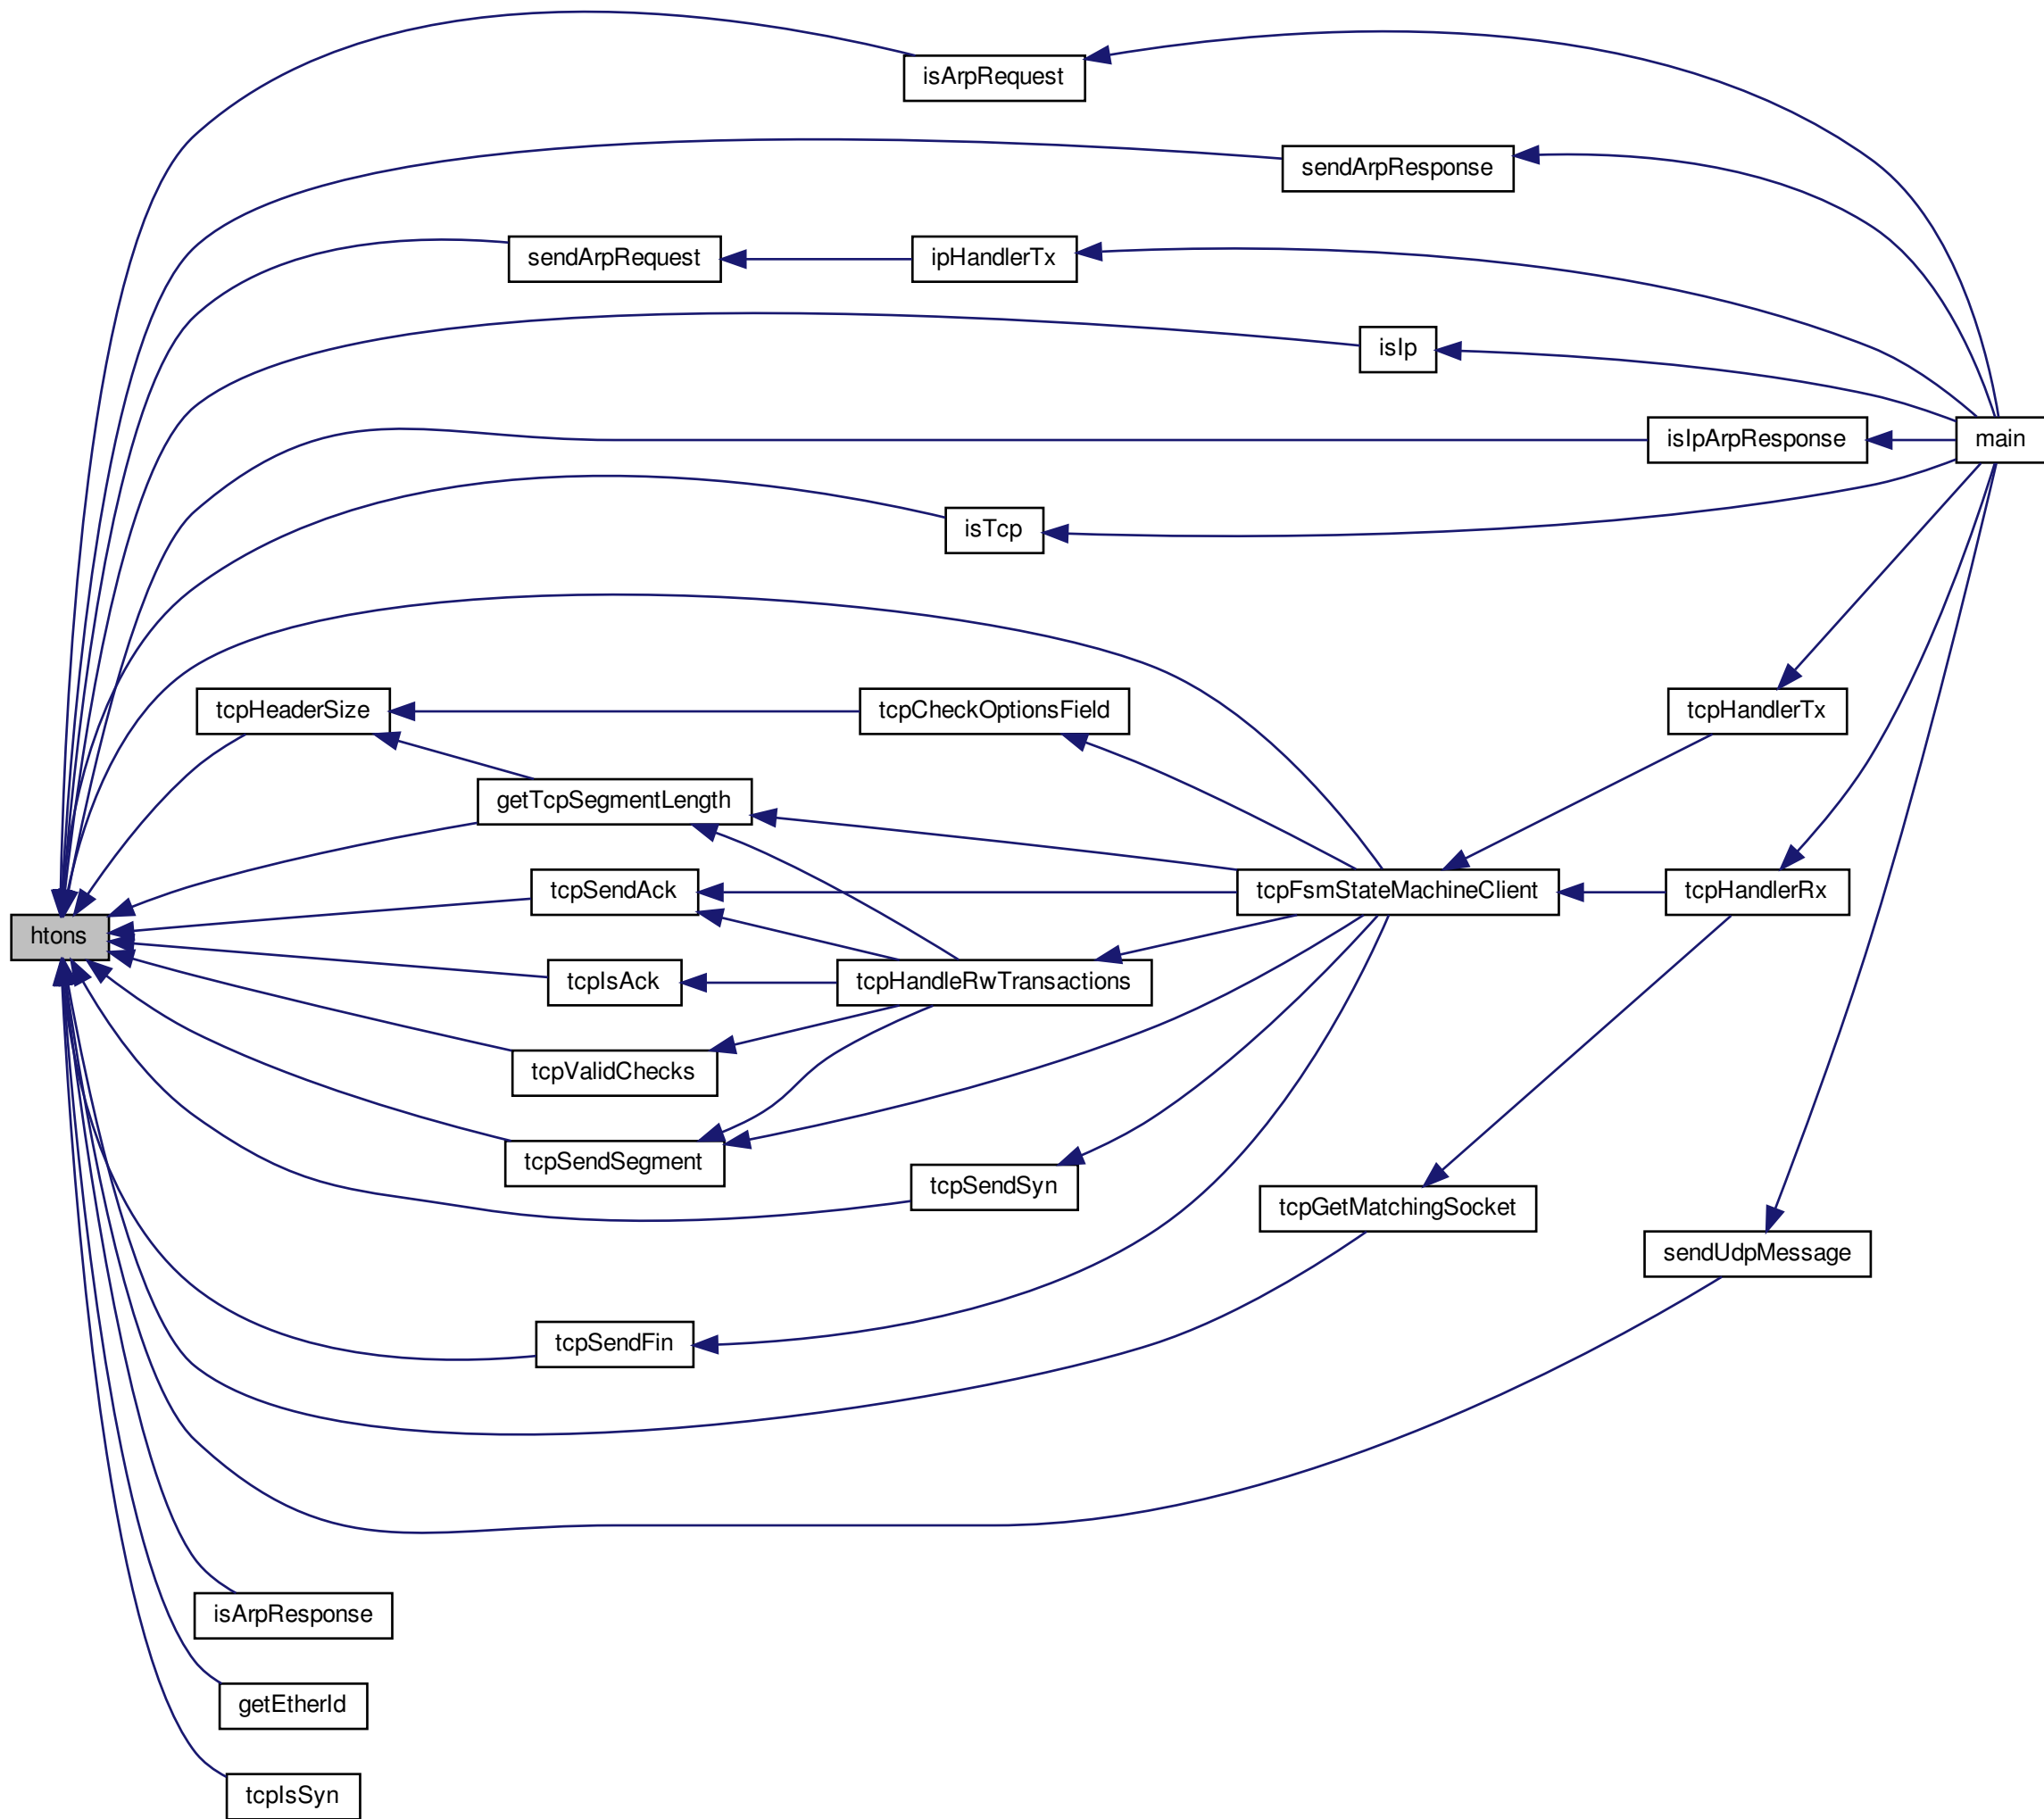 isArpRequest
sendArpResponse
sendArpRequest
ipHandlerTx
isIp
main
isIpArpResponse
isTcp
tcpHeaderSize
tcpCheckOptionsField
tcpHandlerTx
getTcpSegmentLength
tcpSendAck
tcpFsmStateMachineClient
tcpHandlerRx
htons
tcpIsAck
tcpHandleRwTransactions
tcpValidChecks
tcpSendSegment
tcpSendSyn
tcpGetMatchingSocket
sendUdpMessage
tcpSendFin
isArpResponse
getEtherId
tcpIsSyn